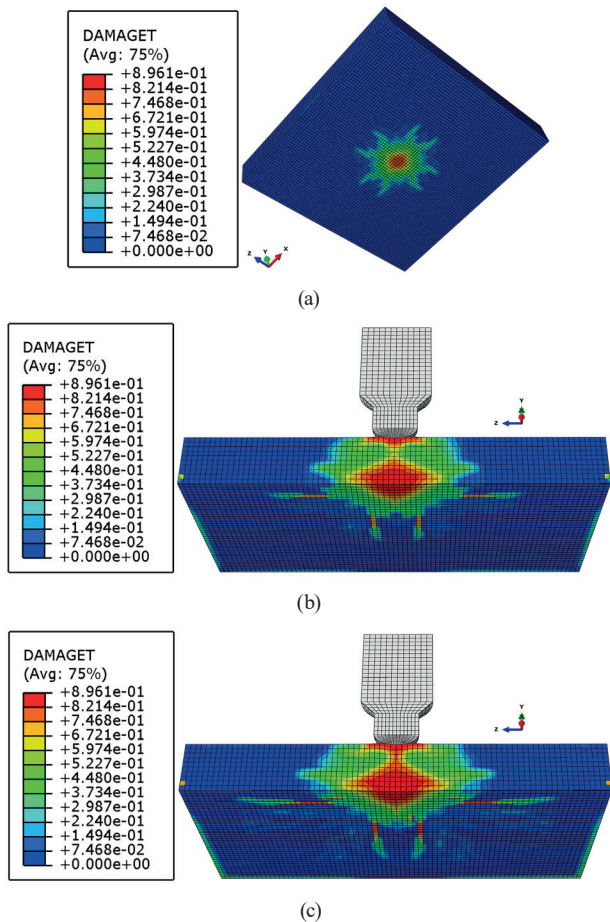 DAMAGET
(Avg: 75%)
+8.961e-01
+8.214e-01
+7.468e-01
+6.721e-01
+5.974e-01
+5.227e-01
+4.480e-01
+3.734e-01
+2.987e-01
+2.240e-01
+1.494e-01
+7.468e-02
+0.000e+00
Z Y X
(a)
DAMAGET
(Avg: 75%)
+8.961e-01
+8.214e-01
+7.468e-01
+6.721e-01
+5.974e-01
+5.227e-01
+4.480e-01
+3.734e-01
+2.987e-01
+2.240e-01
+1.494e-01
+7.468e-02
+0.000e+00
Y
Z
(b)
DAMAGET
(Avg: 75%)
+8.961e-01
+8.214e-01
+7.468e-01
+6.721e-01
+5.974e-01
+5.227e-01
+4.480e-01
+3.734e-01
+2.987e-01
+2.240e-01
+1.494e-01
+7.468e-02
+0.000e+00
Y
Z
(c)